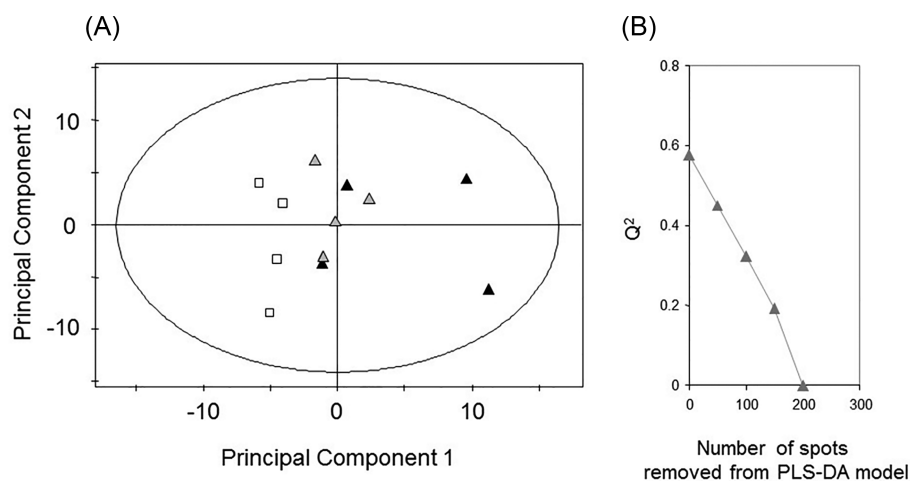 (A)
(B)
Principal Component 2
10
0
-10
-10
0
10
Principal Component 1
Q²
0.8
0.6
0.4
0.2
0
0
100
200
300
Number of spots
removed from PLS-DA model